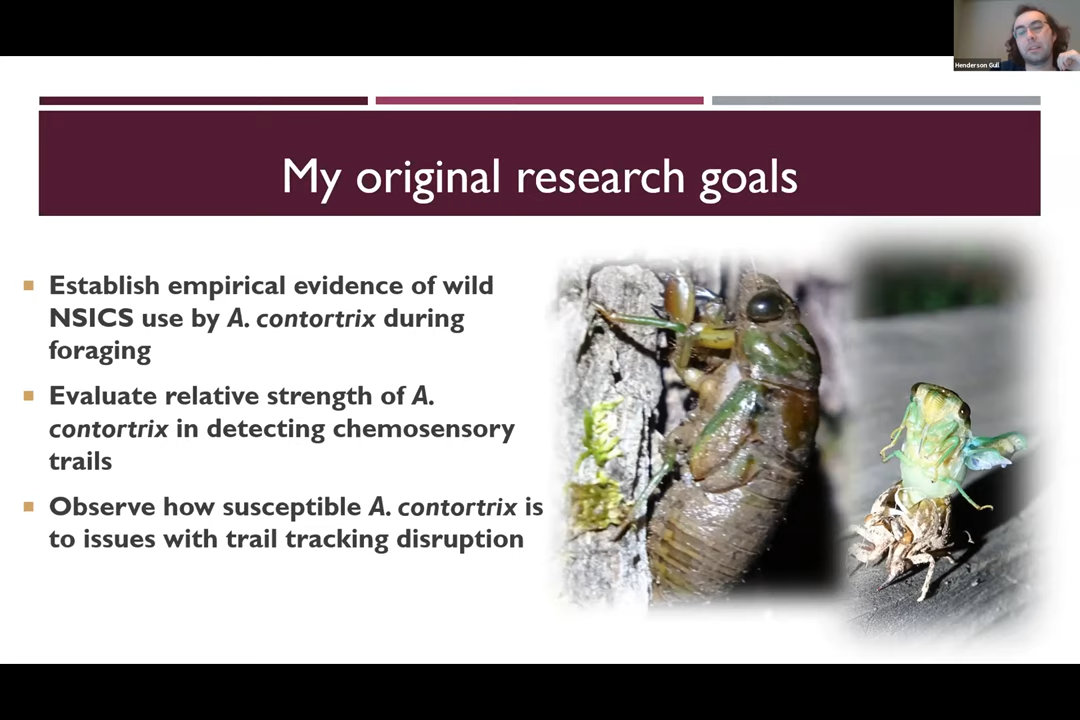 Henderson Gull
My original research goals
Establish empirical evidence of wild
NSICS use by A. contortrix during
foraging
Evaluate relative strength of A.
contortrix in detecting chemosensory
trails
Observe how susceptible A. contortrix is
to issues with trail tracking disruption